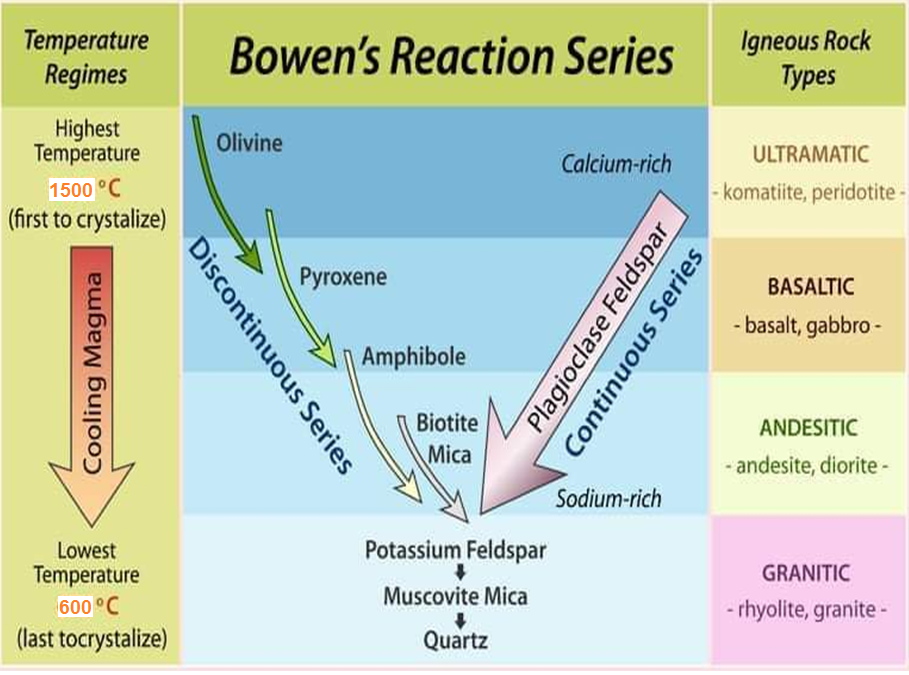 Temperature
Regimes
Bowen's Reaction Series
Igneous Rock
Types
Highest
Temperature
1500 °C
(first to crystalize)
Cooling Magma
Lowest
Temperature
600 °C
(last tocrystalize)
Olivine
Pyroxene
Amphibole
Biotite
Mica
Discontinuous Series
Calcium-rich
Plagioclase Feldspar
Continuous Series
Sodium-rich
Potassium Feldspar
Muscovite Mica
Quartz
ULTRAMATIC
- komatiite, peridotite -
BASALTIC
- basalt, gabbro -
ANDESITIC
- andesite, diorite -
GRANITIC
- rhyolite, granite -